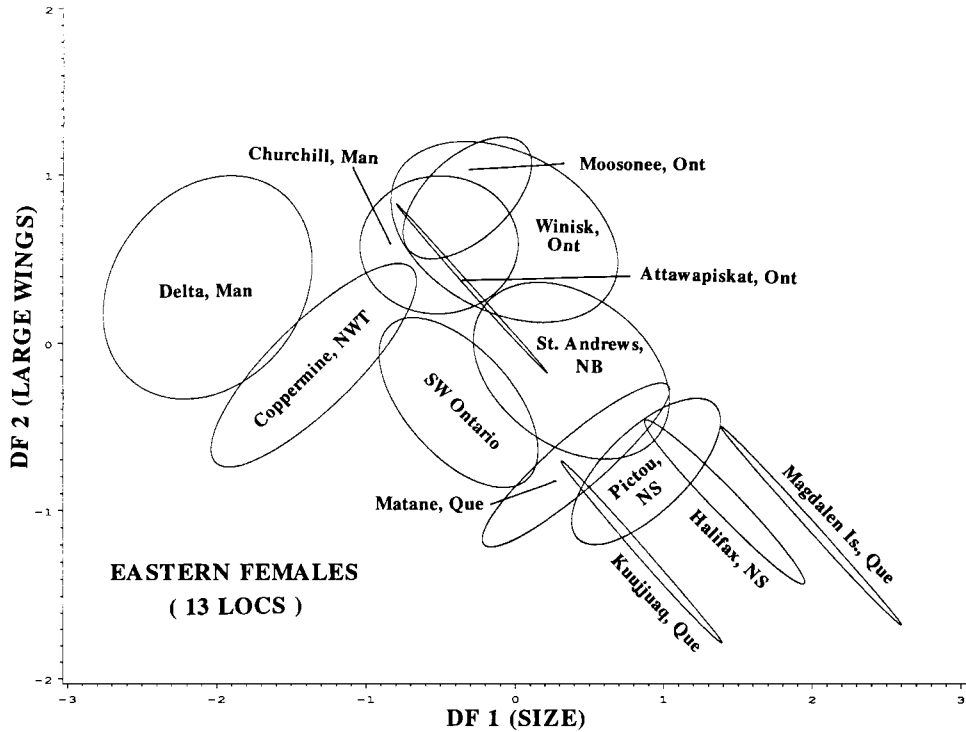 2
1
0
-1
-2
DF 2 (LARGE WINGS)
Churchill, Man
Moosonee, Ont
Winisk,
Ont
Delta, Man
Attawapiskat, Ont
Coppermine, NWT
St. Andrews,
NB
SW Ontario
Matane, Que
Pictou,
NS
Halifax, NS
Magdalen Is., Que
Kuujjuaq, Que
EASTERN FEMALES
( 13 LOCS )
-3
-2
-1
0
1
2
3
DF 1 (SIZE)